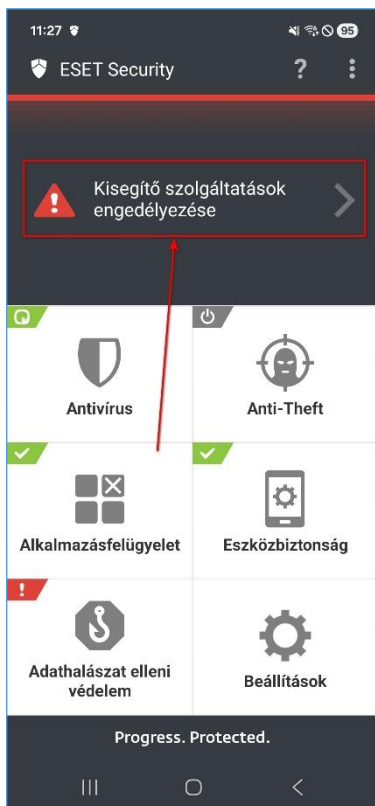 11:27
95
ESET Security
?
Kisegítő szolgáltatások
engedélyezése
Antivírus
Anti-Theft
Alkalmazásfelügyelet
Eszközbiztonság
!
Adathalászat elleni
védelem
Beállítások
Progress. Protected.